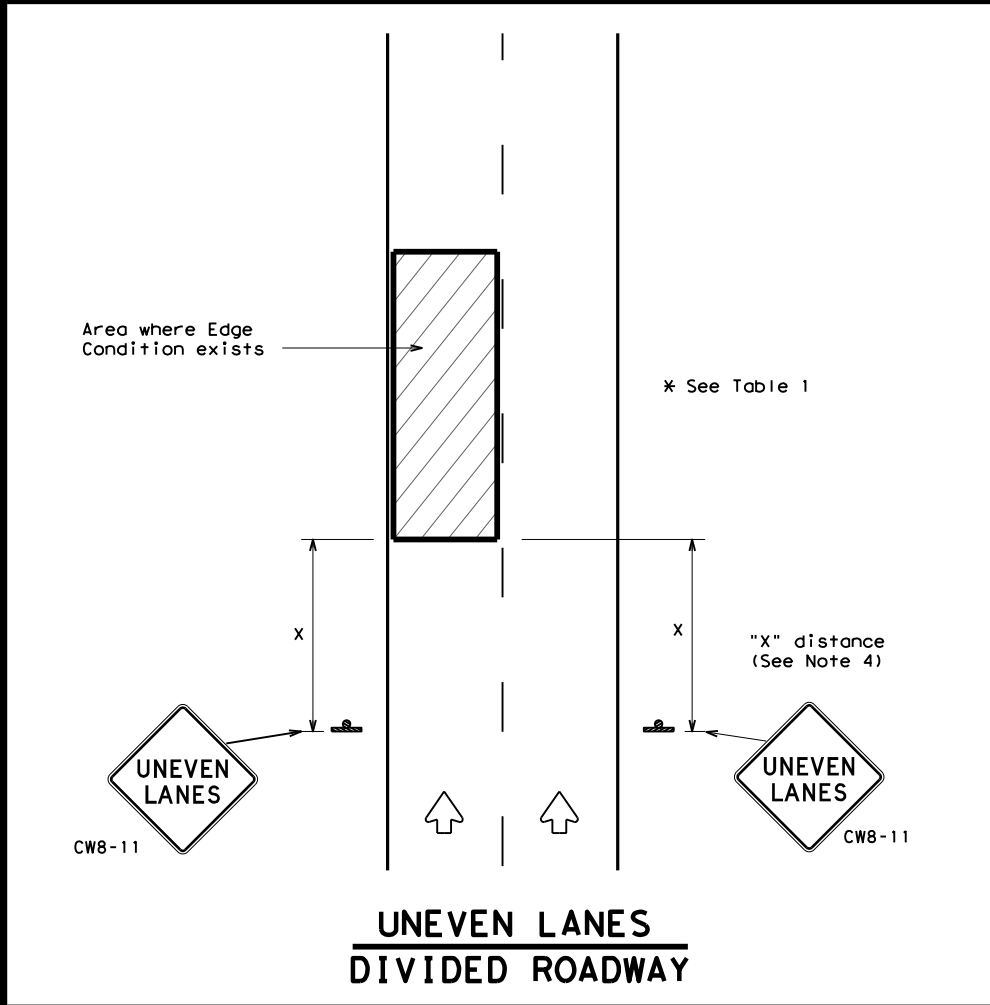 Area where Edge
Condition exists
* See Table 1
X
X
"X" distance
(See Note 4)
UNEVEN
LANES
CW8-11
UNEVEN
LANES
CW8-11
UNEVEN LANES
DIVIDED ROADWAY